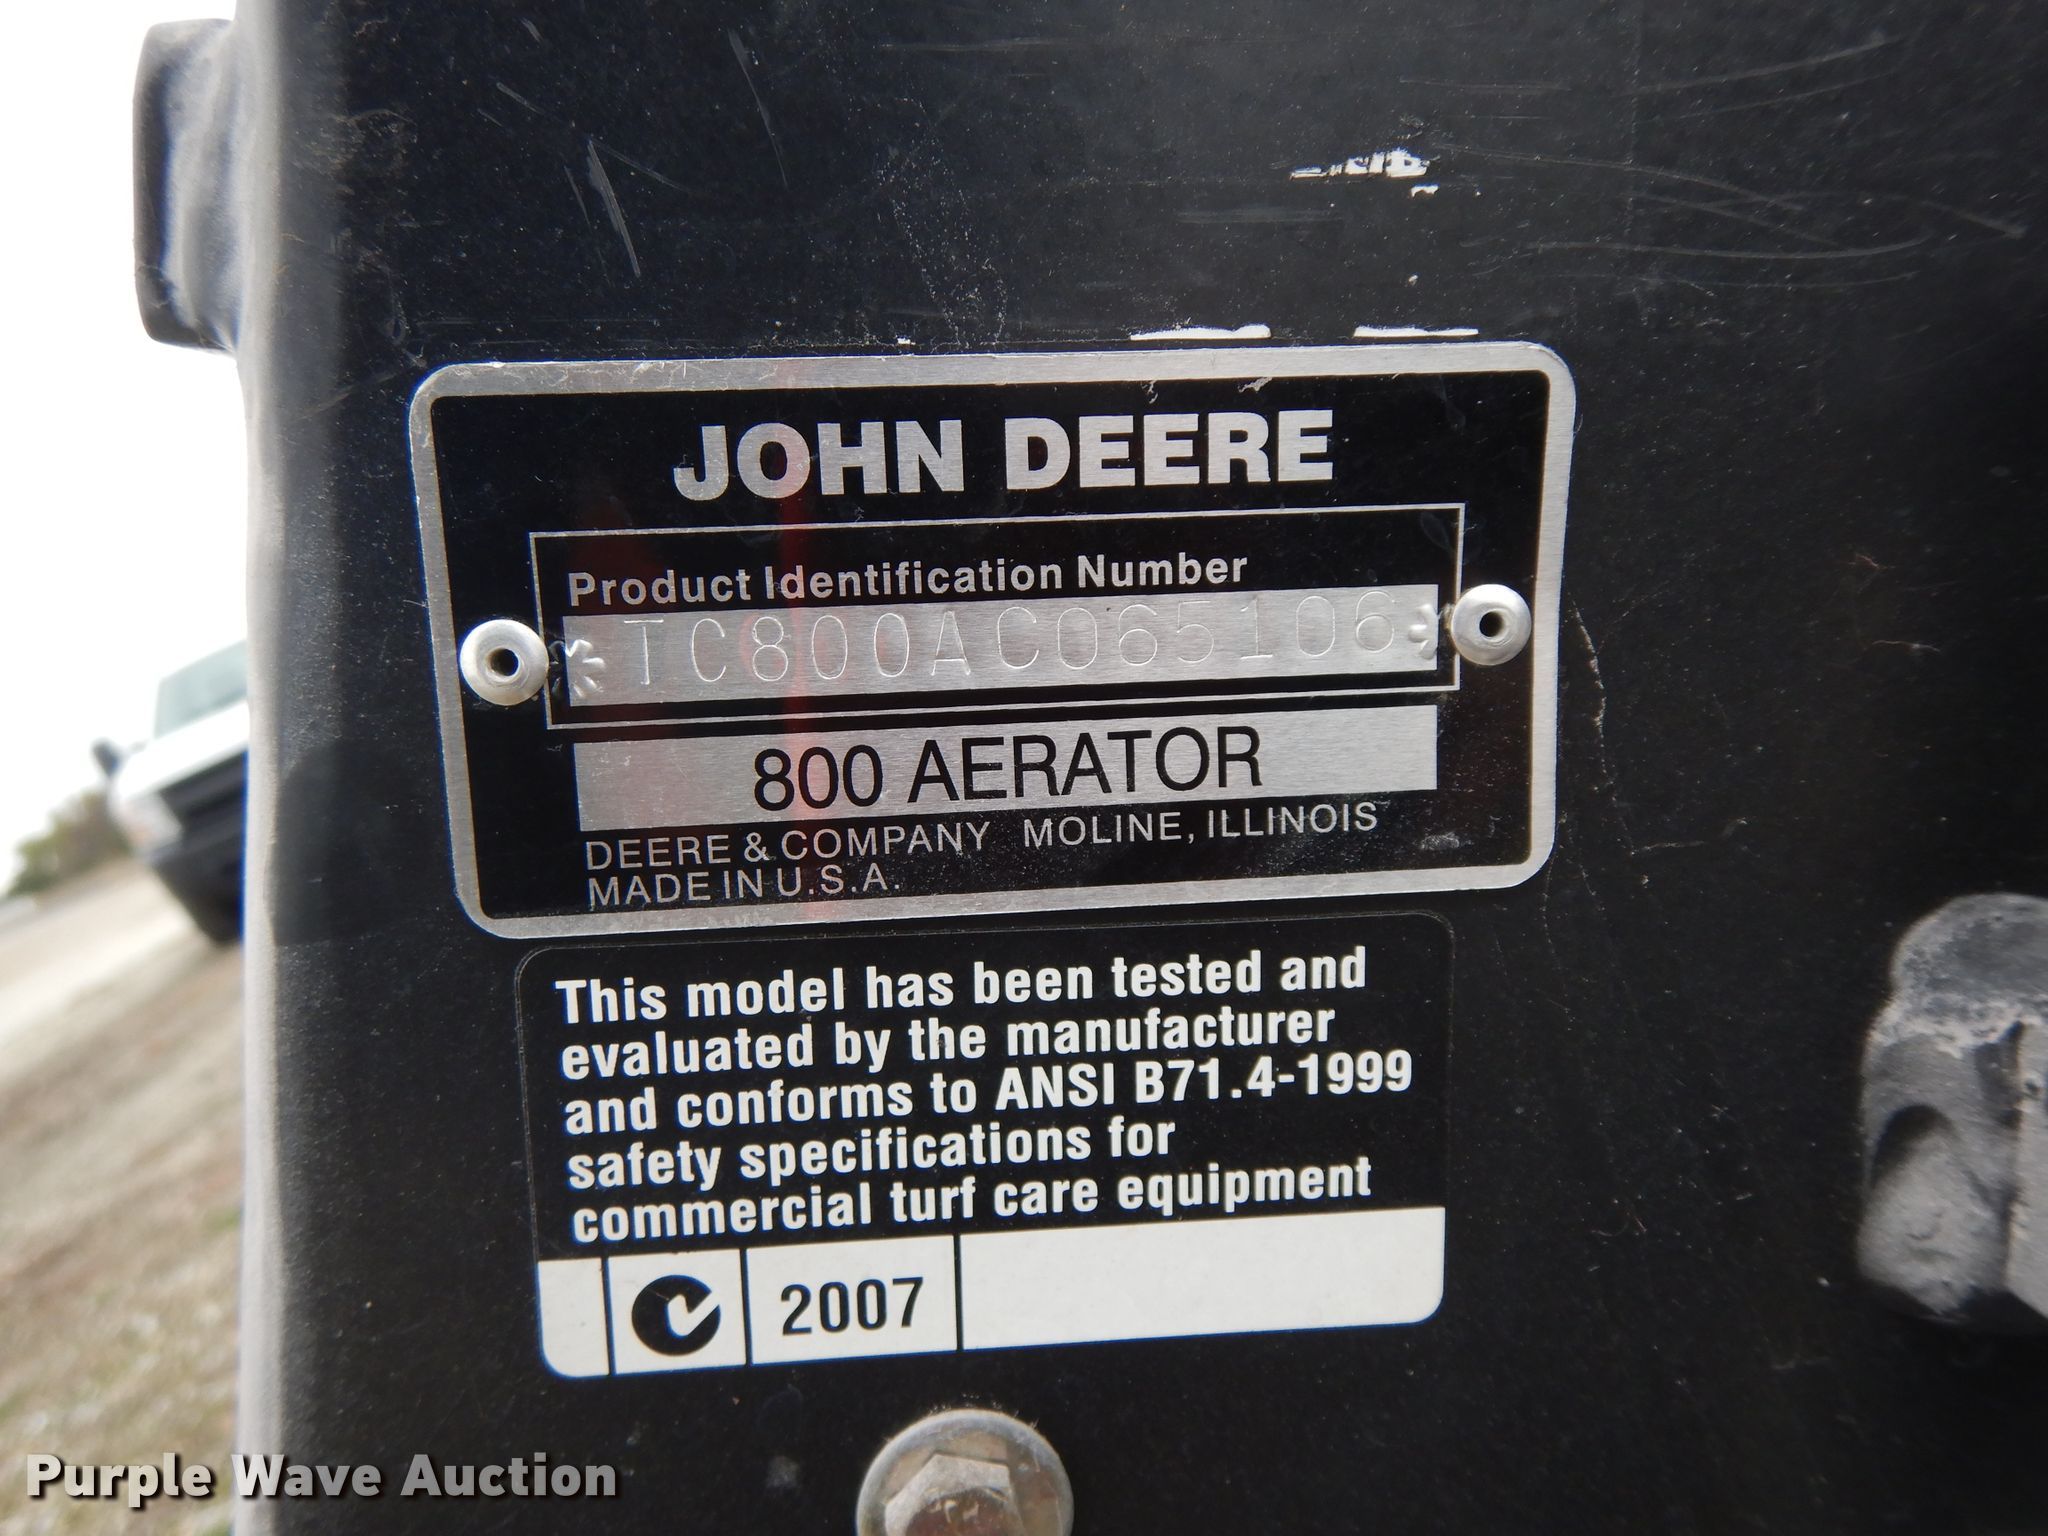 JOHN DEERE
Product Identification Number
*TC800AC065106*
800 AERATOR
DEERE & COMPANY MOLINE, ILLINOIS
MADE IN U.S.A.
This model has been tested and
evaluated by the manufacturer
and conforms to ANSI B71.4-1999
safety specifications for
commercial turf care equipment
2007
Purple Wave Auction